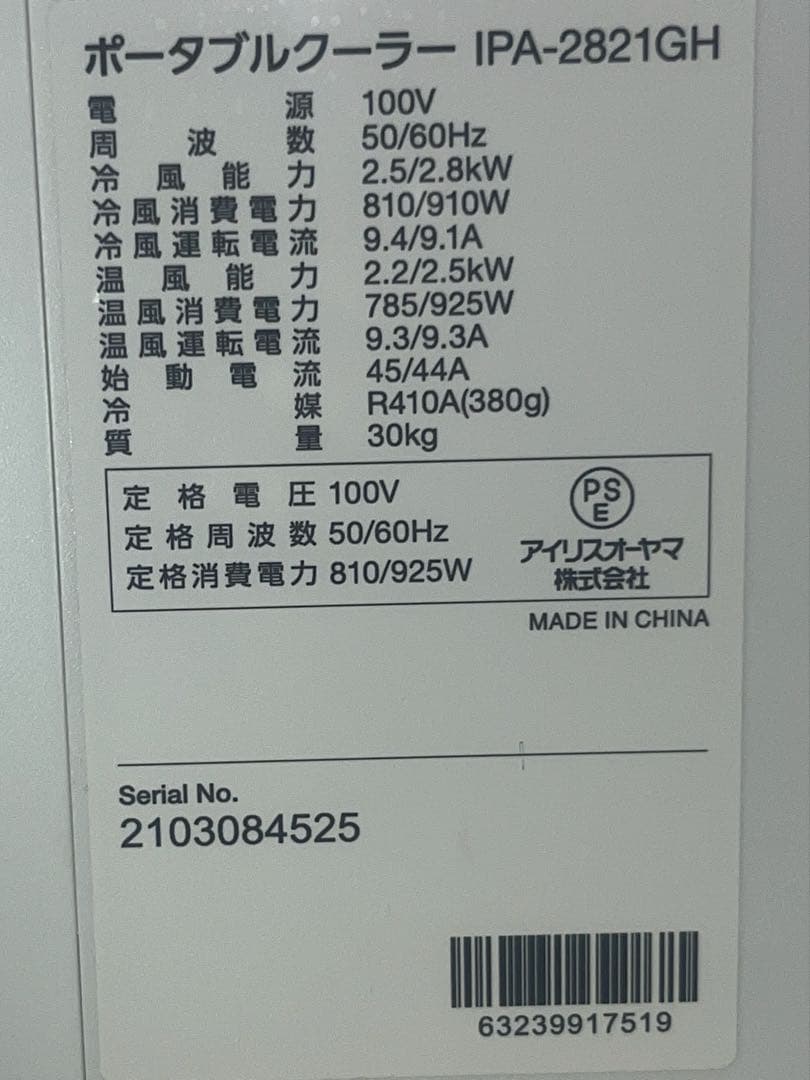 ポータブルクーラー IPA-2821GH
電源 100V
周波数 50/60Hz
冷風能力 2.5/2.8kW
冷風消費電力 810/910W
冷風運転電流 9.4/9.1A
温風能力 2.2/2.5kW
温風消費電力 785/925W
温風運転電流 9.3/9.3A
始動電流 45/44A
冷媒 R410A(380g)
質量 30kg
定格電圧 100V
定格周波数 50/60Hz
定格消費電力 810/925W
PS
E
アイリスオーヤマ
株式会社
MADE IN CHINA
Serial No.
2103084525
63239917519